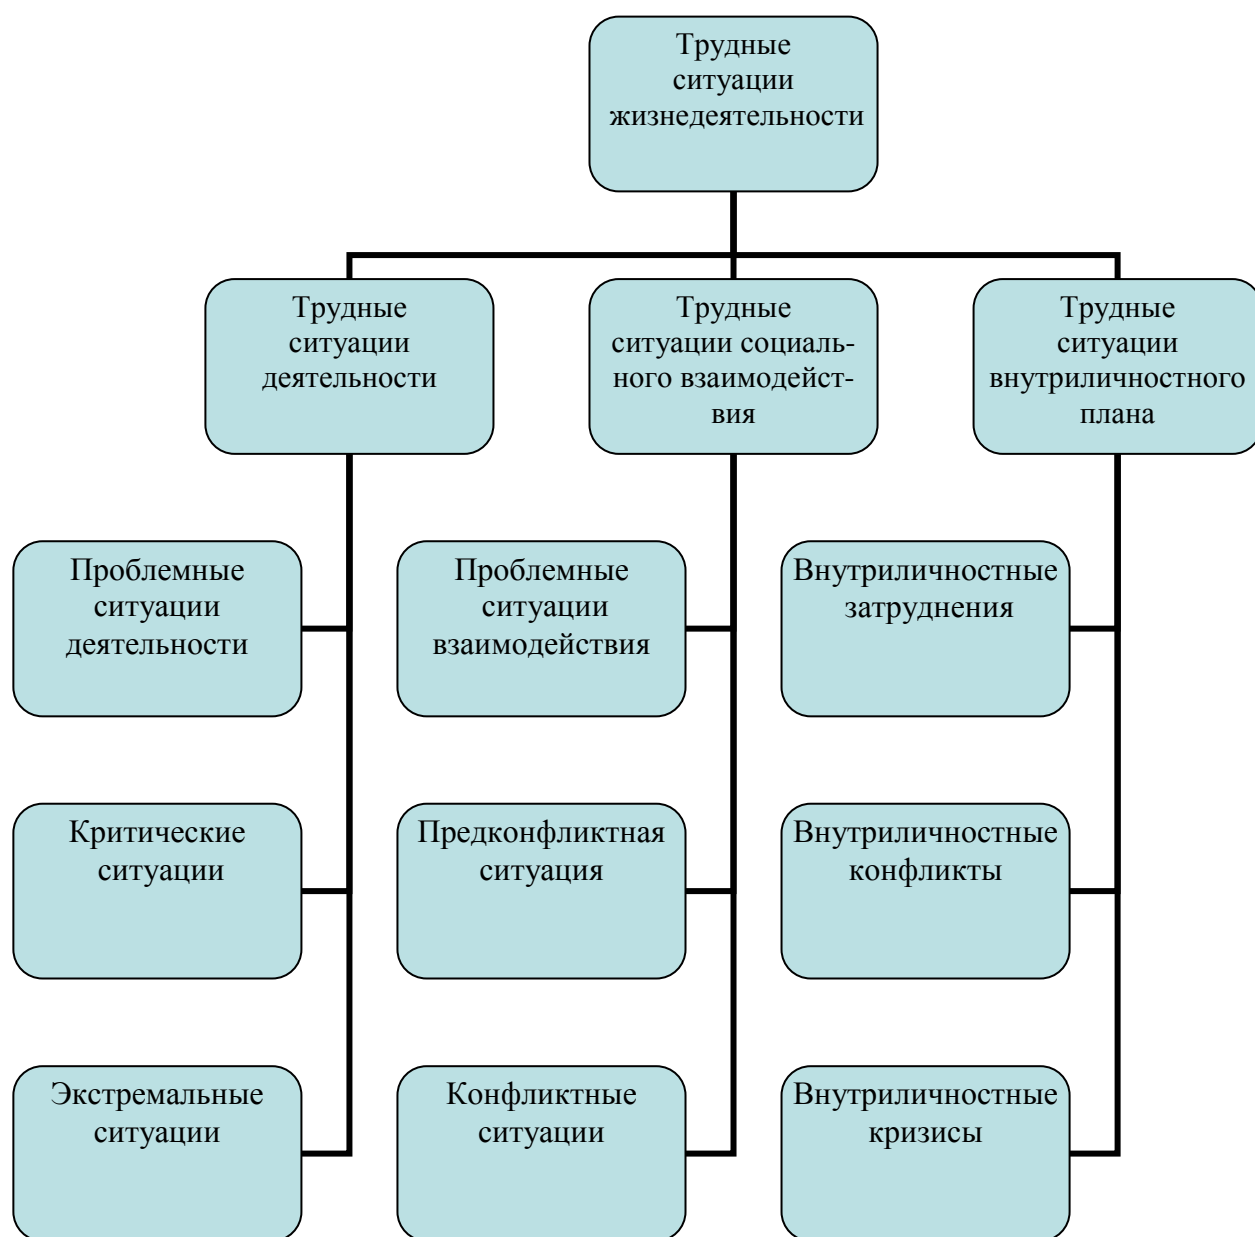 Трудные
ситуации
жизнедеятельности
Трудные
ситуации
деятельности
Трудные
ситуации социаль-
ного взаимодейст-
вия
Трудные
ситуации
внутриличностного
плана
Проблемные
ситуации
деятельности
Проблемные
ситуации
взаимодействия
Внутриличностные
затруднения
Критические
ситуации
Предконфликтная
ситуация
Внутриличностные
конфликты
Экстремальные
ситуации
Конфликтные
ситуации
Внутриличностные
кризисы